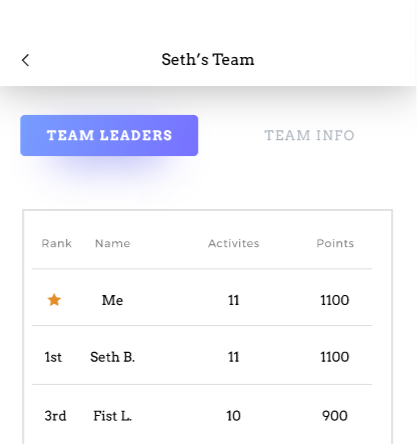 Seth's Team
TEAM LEADERS TEAM INFO
Rank Name Activites Points
Me 11 1100
1st Seth B. 11 1100
3rd Fist L. 10 900